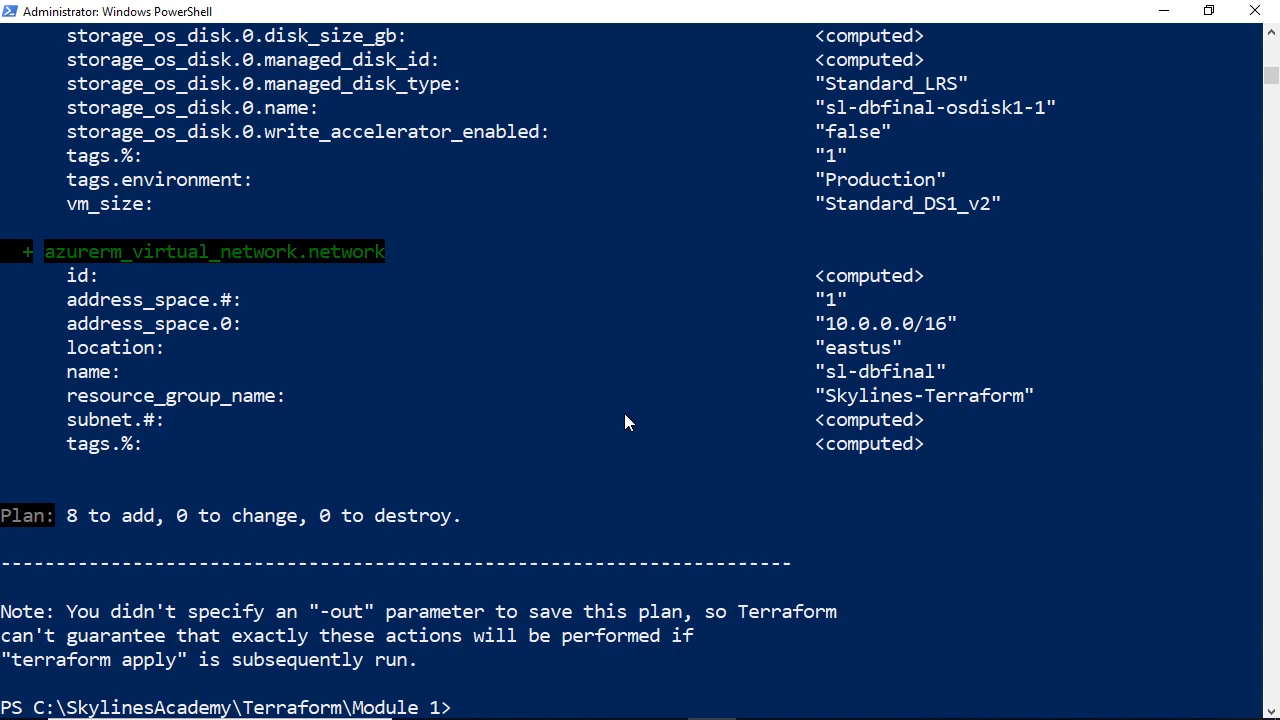 Administrator: Windows PowerShell
storage_os_disk.0.disk_size_gb: <computed>
storage_os_disk.0.managed_disk_id: <computed>
storage_os_disk.0.managed_disk_type: "Standard_LRS"
storage_os_disk.0.name: "sl-dbfinal-osdisk1-1"
storage_os_disk.0.write_accelerator_enabled: "false"
tags.%: "1"
tags.environment: "Production"
vm_size: "Standard_DS1_v2"
+ azurerm_virtual_network.network
id: <computed>
address_space.#: "1"
address_space.0: "10.0.0.0/16"
location: "eastus"
name: "sl-dbfinal"
resource_group_name: "Skylines-Terraform"
subnet.#: <computed>
tags.%: <computed>
Plan: 8 to add, 0 to change, 0 to destroy.
------------------------------------------------------------------------
Note: You didn't specify an "-out" parameter to save this plan, so Terraform
can't guarantee that exactly these actions will be performed if
"terraform apply" is subsequently run.
PS C:\SkylinesAcademy\Terraform\Module 1>